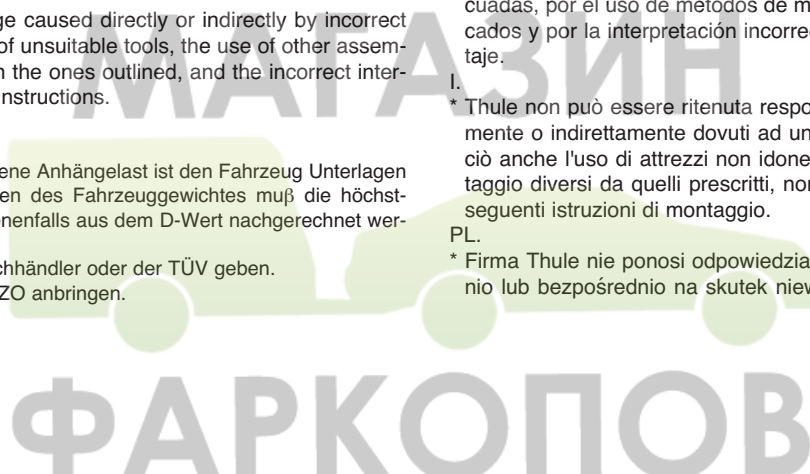 ge caused directly or indirectly by incorrect
of unsuitable tools, the use of other assem-
n the ones outlined, and the incorrect inter-
instructions.
ene Anhängelast ist den Fahrzeug Unterlagen
en des Fahrzeuggewichtes muβ die höchst-
enenfalls aus dem D-Wert nachgerechnet wer-
chhändler oder der TÜV geben.
ZO anbringen.
cuadas, por el uso de métodos de m
cados y por la interpretación incorrec
taje.
I.
* Thule non può essere ritenuta respo
mente o indirettamente dovuti ad un
ciò anche l'uso di attrezzi non idone
taggio diversi da quelli prescritti, nor
seguenti istruzioni di montaggio.
PL.
* Firma Thule nie ponosi odpowiedzia
nio lub bezpośrednio na skutek niew
МАГАЗИН
ФАРКОПОВ